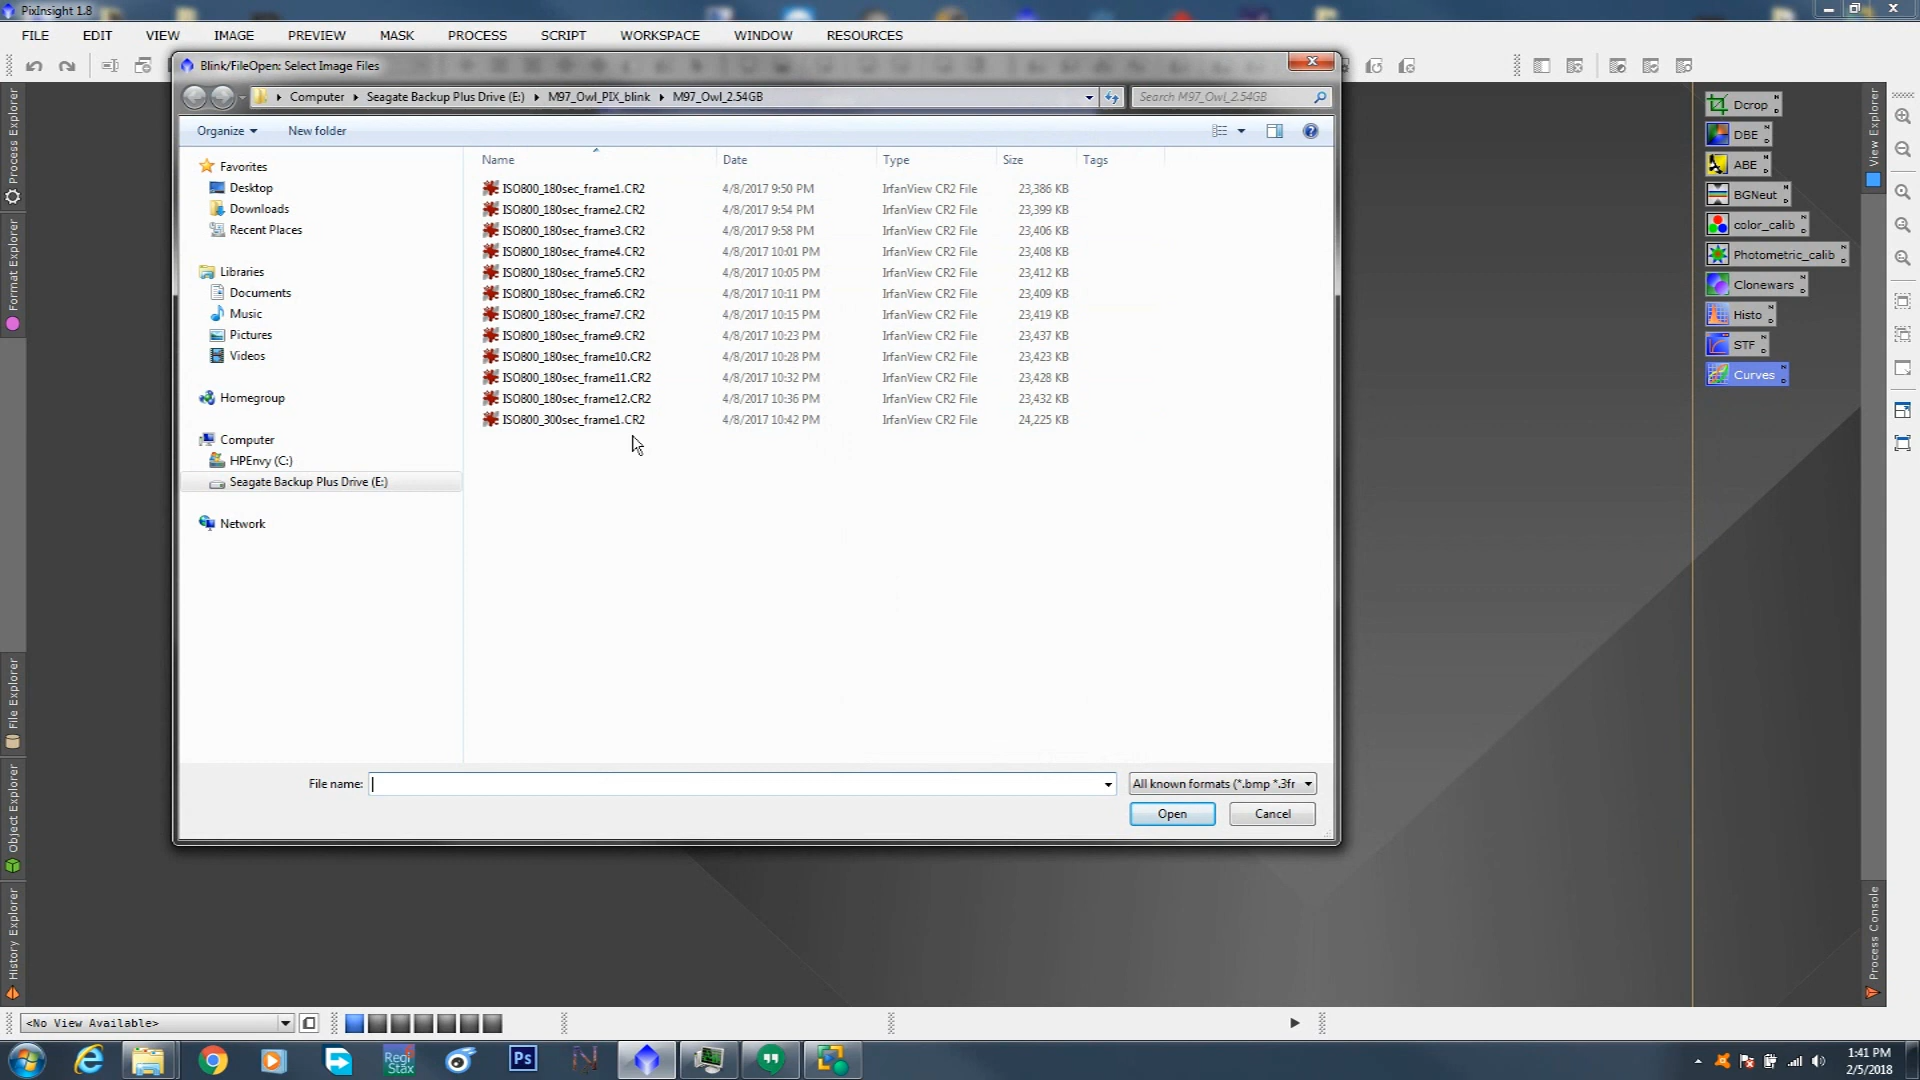 PixInsight 1.8
FILE EDIT VIEW IMAGE PREVIEW MASK PROCESS SCRIPT WORKSPACE WINDOW RESOURCES
Blink/FileOpen: Select Image Files
Computer Seagate Backup Plus Drive (E:) M97_Owl_PIX_blink M97_Owl_2.54GB
Search M97_Owl_2.54GB
Organize New folder
Favorites
Desktop
Downloads
Recent Places
Libraries
Documents
Music
Pictures
Videos
Homegroup
Computer
HPEnvy (C:)
Seagate Backup Plus Drive (E:)
Network
Name Date Type Size Tags
ISO800_180sec_frame1.CR2 4/8/2017 9:50 PM IrfanView CR2 File 23,386 KB
ISO800_180sec_frame2.CR2 4/8/2017 9:54 PM IrfanView CR2 File 23,399 KB
ISO800_180sec_frame3.CR2 4/8/2017 9:58 PM IrfanView CR2 File 23,406 KB
ISO800_180sec_frame4.CR2 4/8/2017 10:01 PM IrfanView CR2 File 23,408 KB
ISO800_180sec_frame5.CR2 4/8/2017 10:05 PM IrfanView CR2 File 23,412 KB
ISO800_180sec_frame6.CR2 4/8/2017 10:11 PM IrfanView CR2 File 23,409 KB
ISO800_180sec_frame7.CR2 4/8/2017 10:15 PM IrfanView CR2 File 23,419 KB
ISO800_180sec_frame9.CR2 4/8/2017 10:23 PM IrfanView CR2 File 23,437 KB
ISO800_180sec_frame10.CR2 4/8/2017 10:28 PM IrfanView CR2 File 23,423 KB
ISO800_180sec_frame11.CR2 4/8/2017 10:32 PM IrfanView CR2 File 23,428 KB
ISO800_180sec_frame12.CR2 4/8/2017 10:36 PM IrfanView CR2 File 23,432 KB
ISO800_300sec_frame1.CR2 4/8/2017 10:42 PM IrfanView CR2 File 24,225 KB
File name:
All known formats (*.bmp *.3fr
Open Cancel
Process Explorer
Format Explorer
File Explorer
Object Explorer
History Explorer
Dcrop
DBE
ABE
BGNeut
color_calib
Photometric_calib
Clonewars
Histo
STF
Curves
View Explorer
Process Console
<No View Available>
Regi Stax
Ps
1:41 PM
2/5/2018